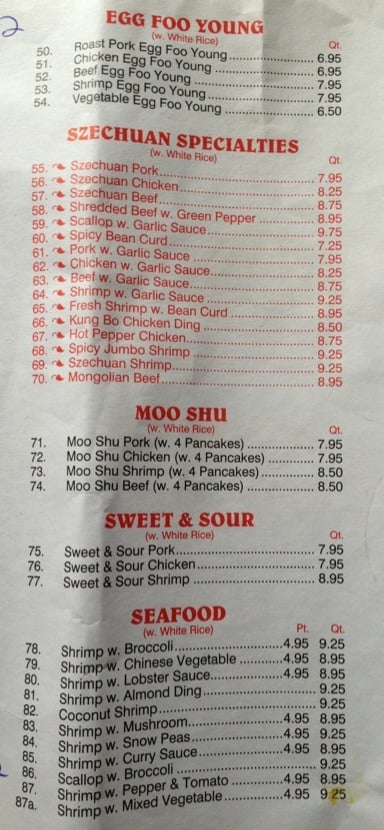 EGG FOO YOUNG
(w. White Rice)
Qt.
50. Roast Pork Egg Foo Young 6.95
51. Chicken Egg Foo Young 6.95
52. Beef Egg Foo Young 7.95
53. Shrimp Egg Foo Young 7.95
54. Vegetable Egg Foo Young 6.50
SZECHUAN SPECIALTIES
(w. White Rice)
Qt.
55. Szechuan Pork 7.95
56. Szechuan Chicken 8.25
57. Szechuan Beef 8.75
58. Shredded Beef w. Green Pepper 8.95
59. Scallop w. Garlic Sauce 9.75
60. Spicy Bean Curd 7.25
61. Pork w. Garlic Sauce 7.95
62. Chicken w. Garlic Sauce 8.25
63. Beef w. Garlic Sauce 8.75
64. Shrimp w. Garlic Sauce 9.25
65. Fresh Shrimp w. Bean Curd 8.95
66. Kung Bo Chicken Ding 8.50
67. Hot Pepper Chicken 8.75
68. Spicy Jumbo Shrimp 9.25
69. Szechuan Shrimp 9.25
70. Mongolian Beef 8.95
MOO SHU
(w. White Rice)
Qt.
71. Moo Shu Pork (w. 4 Pancakes) 7.95
72. Moo Shu Chicken (w. 4 Pancakes) 7.95
73. Moo Shu Shrimp (w. 4 Pancakes) 8.50
74. Moo Shu Beef (w. 4 Pancakes) 8.50
SWEET & SOUR
(w. White Rice)
Qt.
75. Sweet & Sour Pork 7.95
76. Sweet & Sour Chicken 7.95
77. Sweet & Sour Shrimp 8.95
SEAFOOD
(w. White Rice)
Pt. Qt.
78. Shrimp w. Broccoli 4.95 9.25
79. Shrimp w. Chinese Vegetable 4.95 8.95
80. Shrimp w. Lobster Sauce 4.95 8.95
81. Shrimp w. Almond Ding 9.25
82. Coconut Shrimp 9.25
83. Shrimp w. Mushroom 4.95 8.95
84. Shrimp w. Snow Peas 4.95 9.25
85. Shrimp w. Curry Sauce 4.95 8.95
86. Scallop w. Broccoli 9.25
87. Shrimp w. Pepper & Tomato 4.95 8.95
87a. Shrimp w. Mixed Vegetable 4.95 9.25